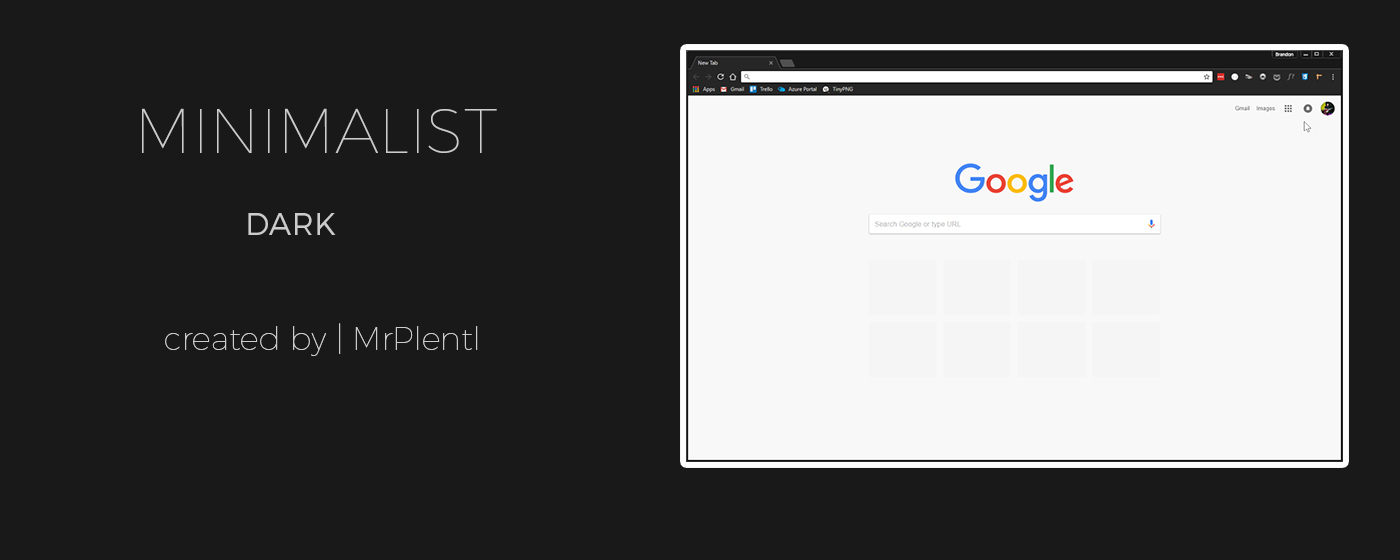 MINIMALIST
DARK
created by | MrPlentl
Brandon
New Tab
Apps Gmail Trello Azure Portal TinyPNG
Gmail Images
Google
Search Google or type URL